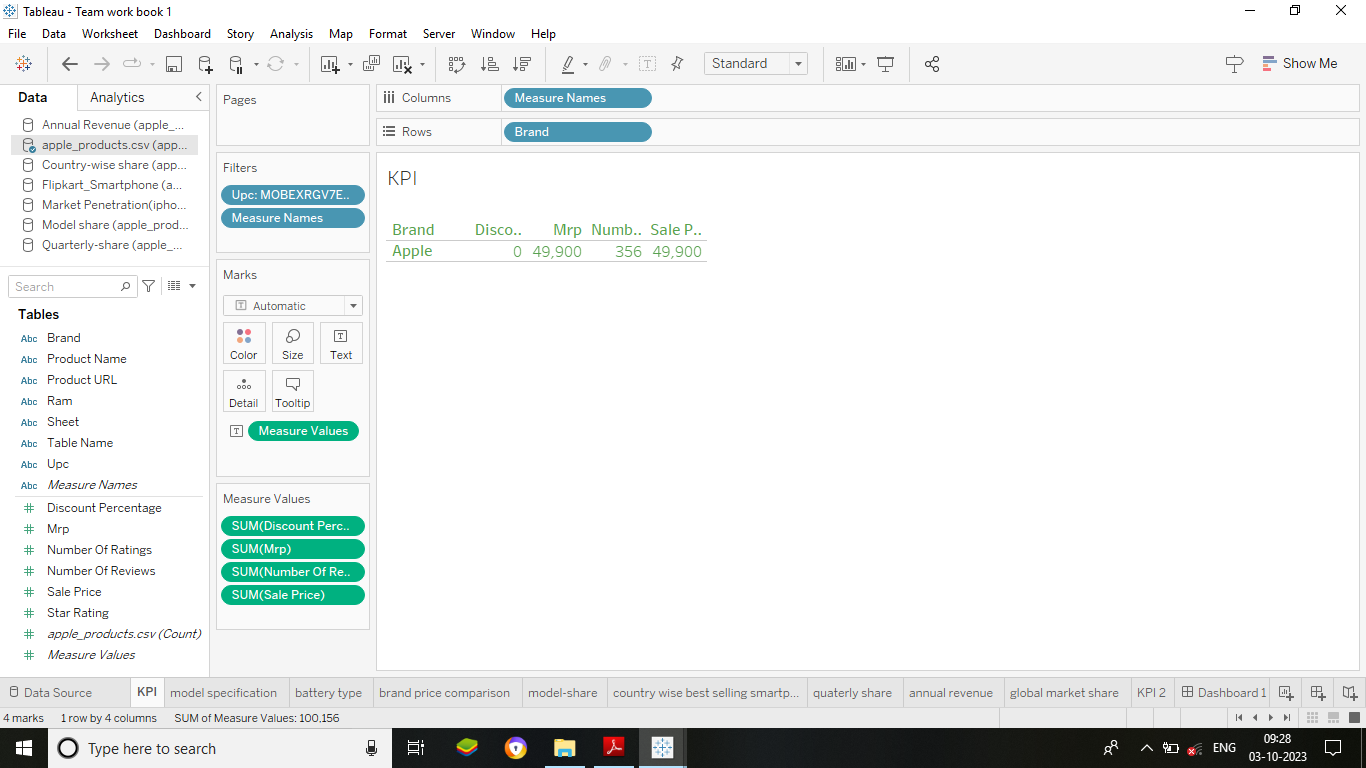 Tableau - Team work book 1
File Data Worksheet Dashboard Story Analysis Map Format Server Window Help
Standard
Show Me
Data Analytics
Annual Revenue (apple_...
apple_products.csv (app...
Country-wise share (app...
Flipkart_Smartphone (a...
Market Penetration(ipho...
Model share (apple_prod...
Quarterly-share (apple_...
Search
Tables
Abc Brand
Abc Product Name
Abc Product URL
Abc Ram
Abc Sheet
Abc Table Name
Abc Upc
Abc Measure Names
# Discount Percentage
# Mrp
# Number Of Ratings
# Number Of Reviews
# Sale Price
# Star Rating
# apple_products.csv (Count)
# Measure Values
Pages
Filters
Upc: MOBEXRGV7E..
Measure Names
Marks
T Automatic
Color Size Text
Detail Tooltip
T Measure Values
Measure Values
SUM(Discount Perc..
SUM(Mrp)
SUM(Number Of Re..
SUM(Sale Price)
Columns Measure Names
Rows Brand
KPI
Brand Disco.. Mrp Numb.. Sale P..
Apple 0 49,900 356 49,900
Data Source KPI model specification battery type brand price comparison model-share country wise best selling smartp... quaterly share annual revenue global market share KPI 2 Dashboard 1
4 marks 1 row by 4 columns SUM of Measure Values: 100,156
Type here to search
ENG
09:28
03-10-2023